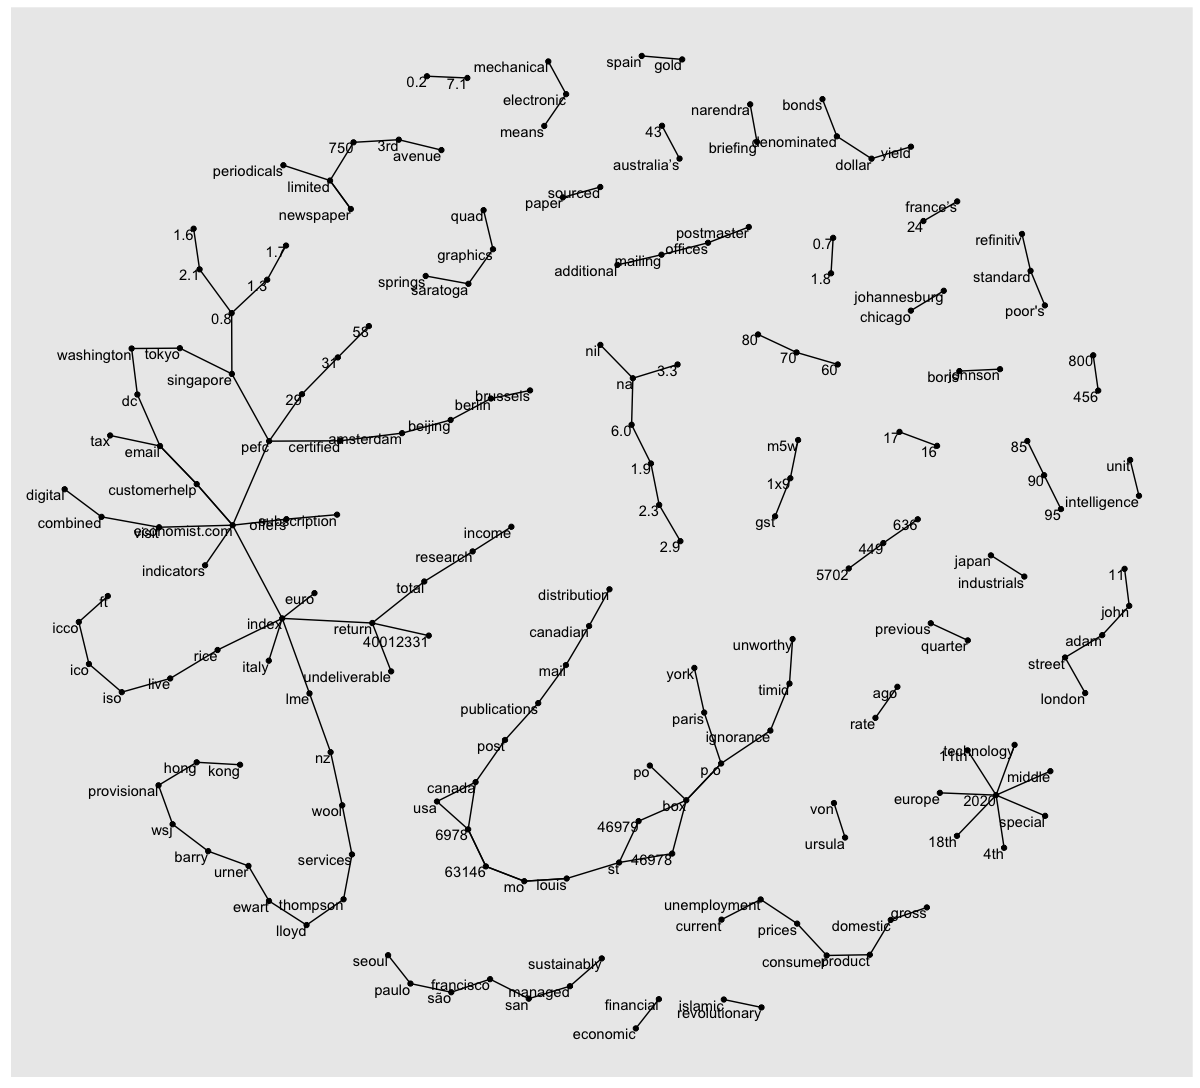 spain
gold
mechanical
0.2
7.1
electronic
bonds
narendra
means
43
750
3rd
avenue
briefing
denominated
yield
dollar
australia's
periodicals
limited
sourced
paper
newspaper
france's
24
quad
1.6
postmaster
refinitiv
0.7
offices
1.7
graphics
mailing
additional
2.1
standard
1.8
springs
saratoga
1.3
johannesburg
chicago
poor's
0.8
58
80
nil
washington
tokyo
70
800
31
60
3.3
singapore
boris
johnson
na
29
brussels
456
dc
berlin
beijing
6.0
tax
amsterdam
17
pefc
certified
m5w
85
email
16
unit
1.9
90
1x9
customerhelp
digital
intelligence
2.3
95
combined
gst
636
economist.com
offers
subscription
visit
income
2.9
449
research
japan
indicators
5702
11
industrials
total
distribution
euro
ft
john
icco
index
return
canadian
previous
40012331
adam
quarter
unworthy
rice
street
italy
ico
mail
york
undeliverable
live
timid
ago
london
iso
lme
publications
paris
rate
ignorance
post
technology
11th
nz
hong
kong
p.o
po
middle
provisional
canada
europe
2020
usa
box
von
wool
special
46979
wsj
6978
18th
ursula
barry
services
46978
4th
urner
63146
st
mo
louis
ewart
thompson
unemployment
gross
current
domestic
lloyd
prices
seoul
sustainably
consumer
product
francisco
paulo
managed
são
san
financial
islamic
revolutionary
economic